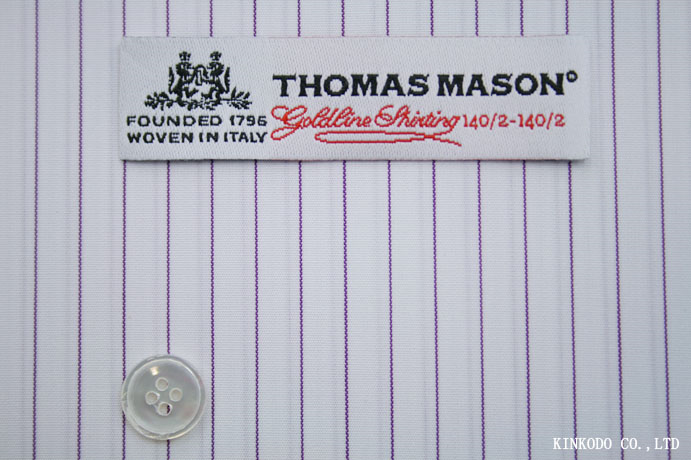 THOMAS MASON®
FOUNDED 1796
WOVEN IN ITALY
Goldline Shirting 140/2-140/2
KINKODO CO.,LTD